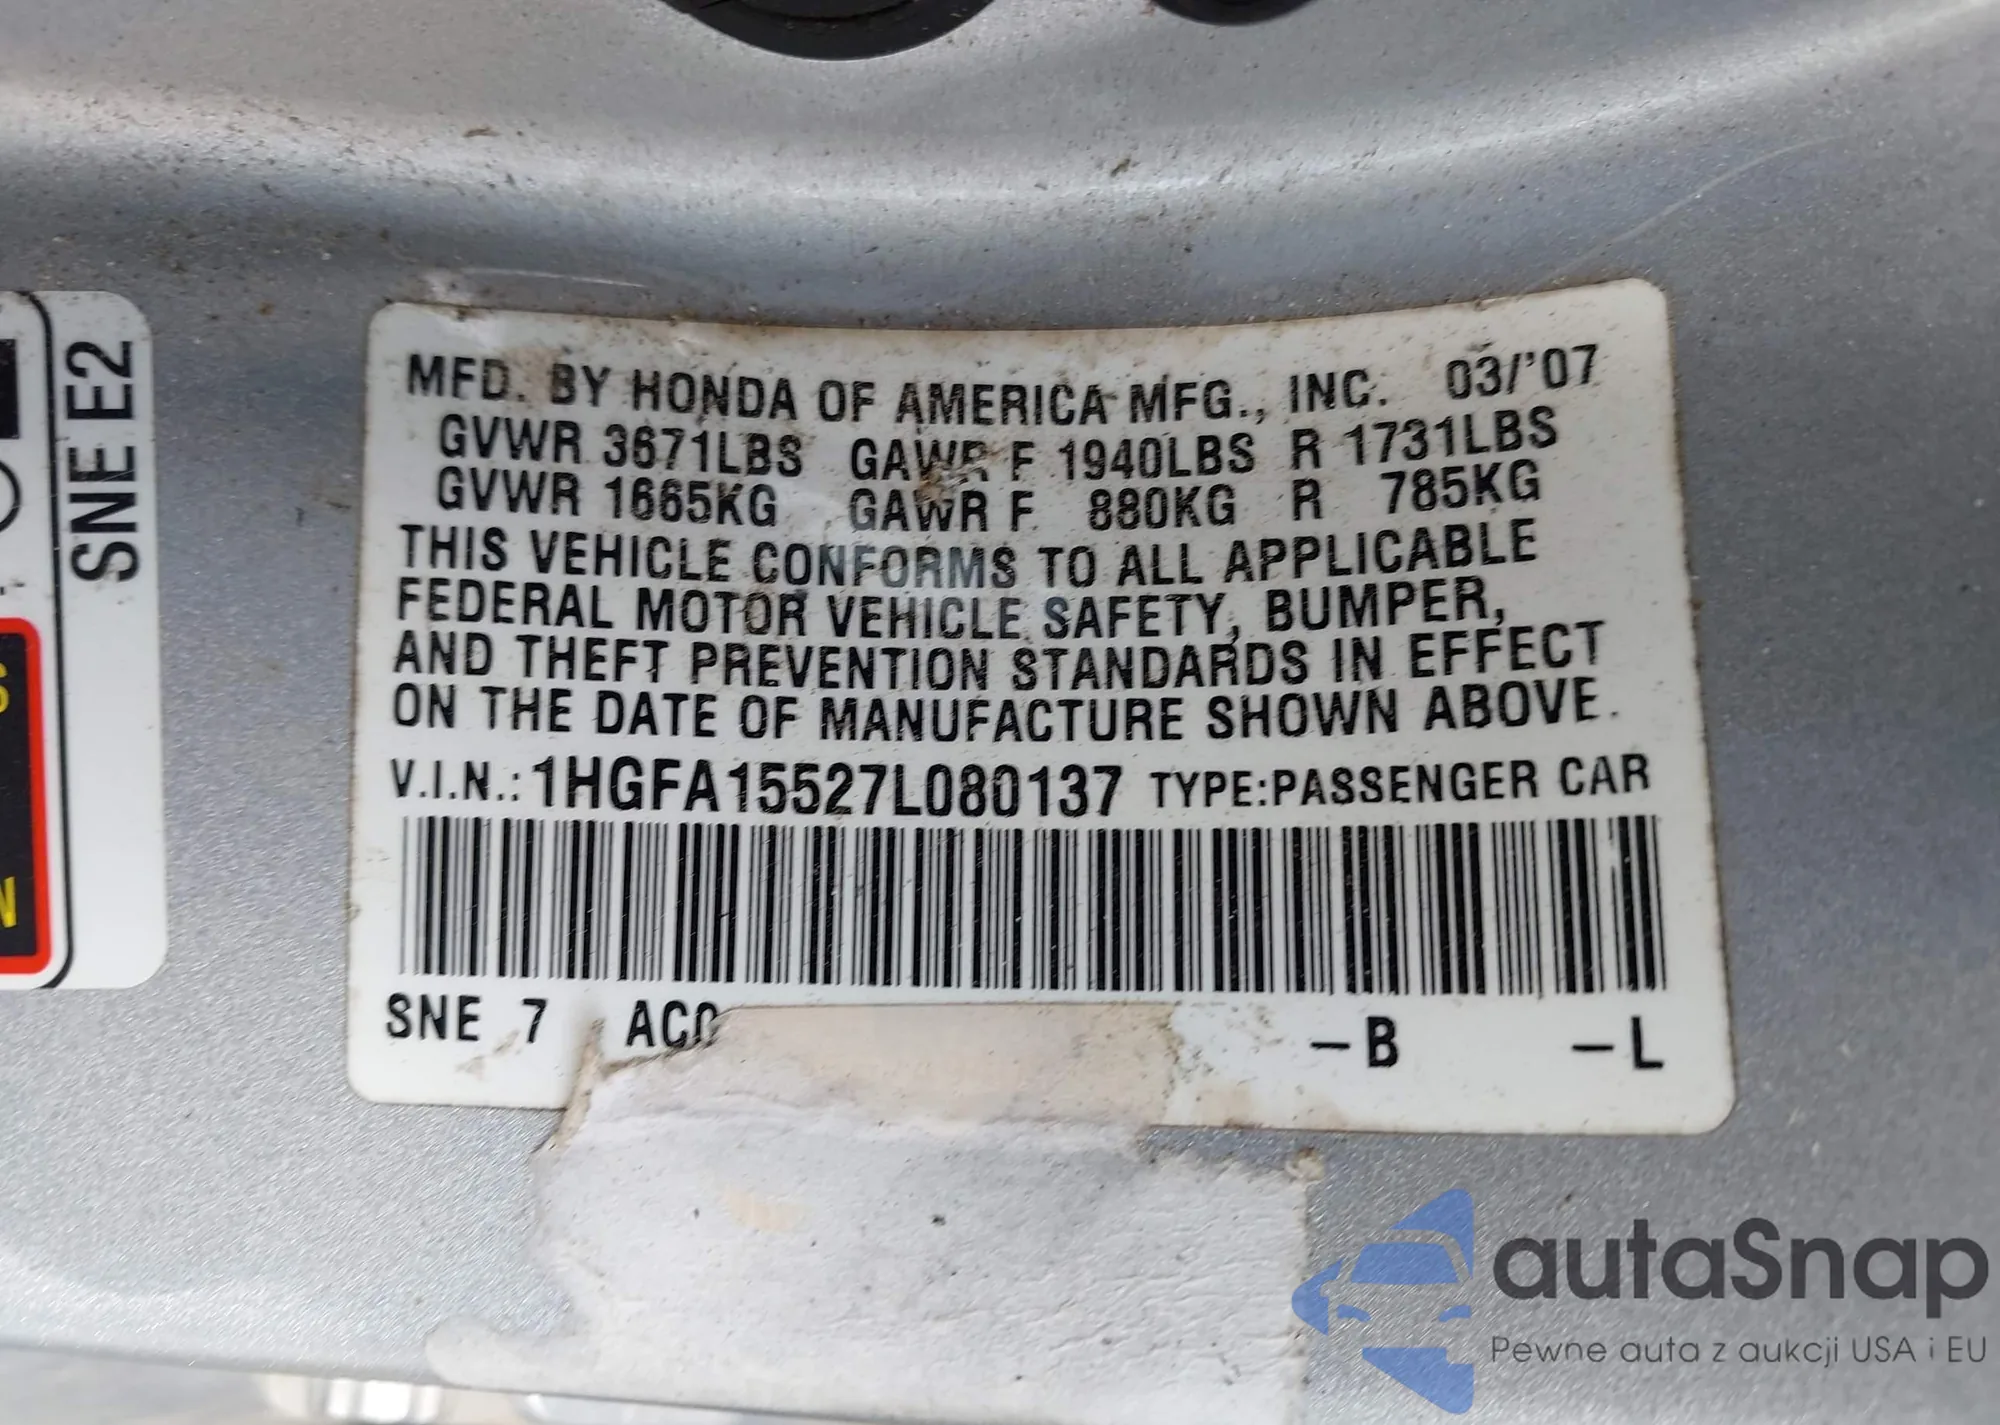 SNE E2
S
N
MFD. BY HONDA OF AMERICA MFG., INC. 03/'07
GVWR 3671LBS GAWR F 1940LBS R 1731LBS
GVWR 1665KG GAWR F 880KG R 785KG
THIS VEHICLE CONFORMS TO ALL APPLICABLE
FEDERAL MOTOR VEHICLE SAFETY, BUMPER,
AND THEFT PREVENTION STANDARDS IN EFFECT
ON THE DATE OF MANUFACTURE SHOWN ABOVE.
V.I.N.: 1HGFA15527L080137 TYPE:PASSENGER CAR
SNE 7 AC0 -B -L
autaSnap
Pewne auta z aukcji USA i EU